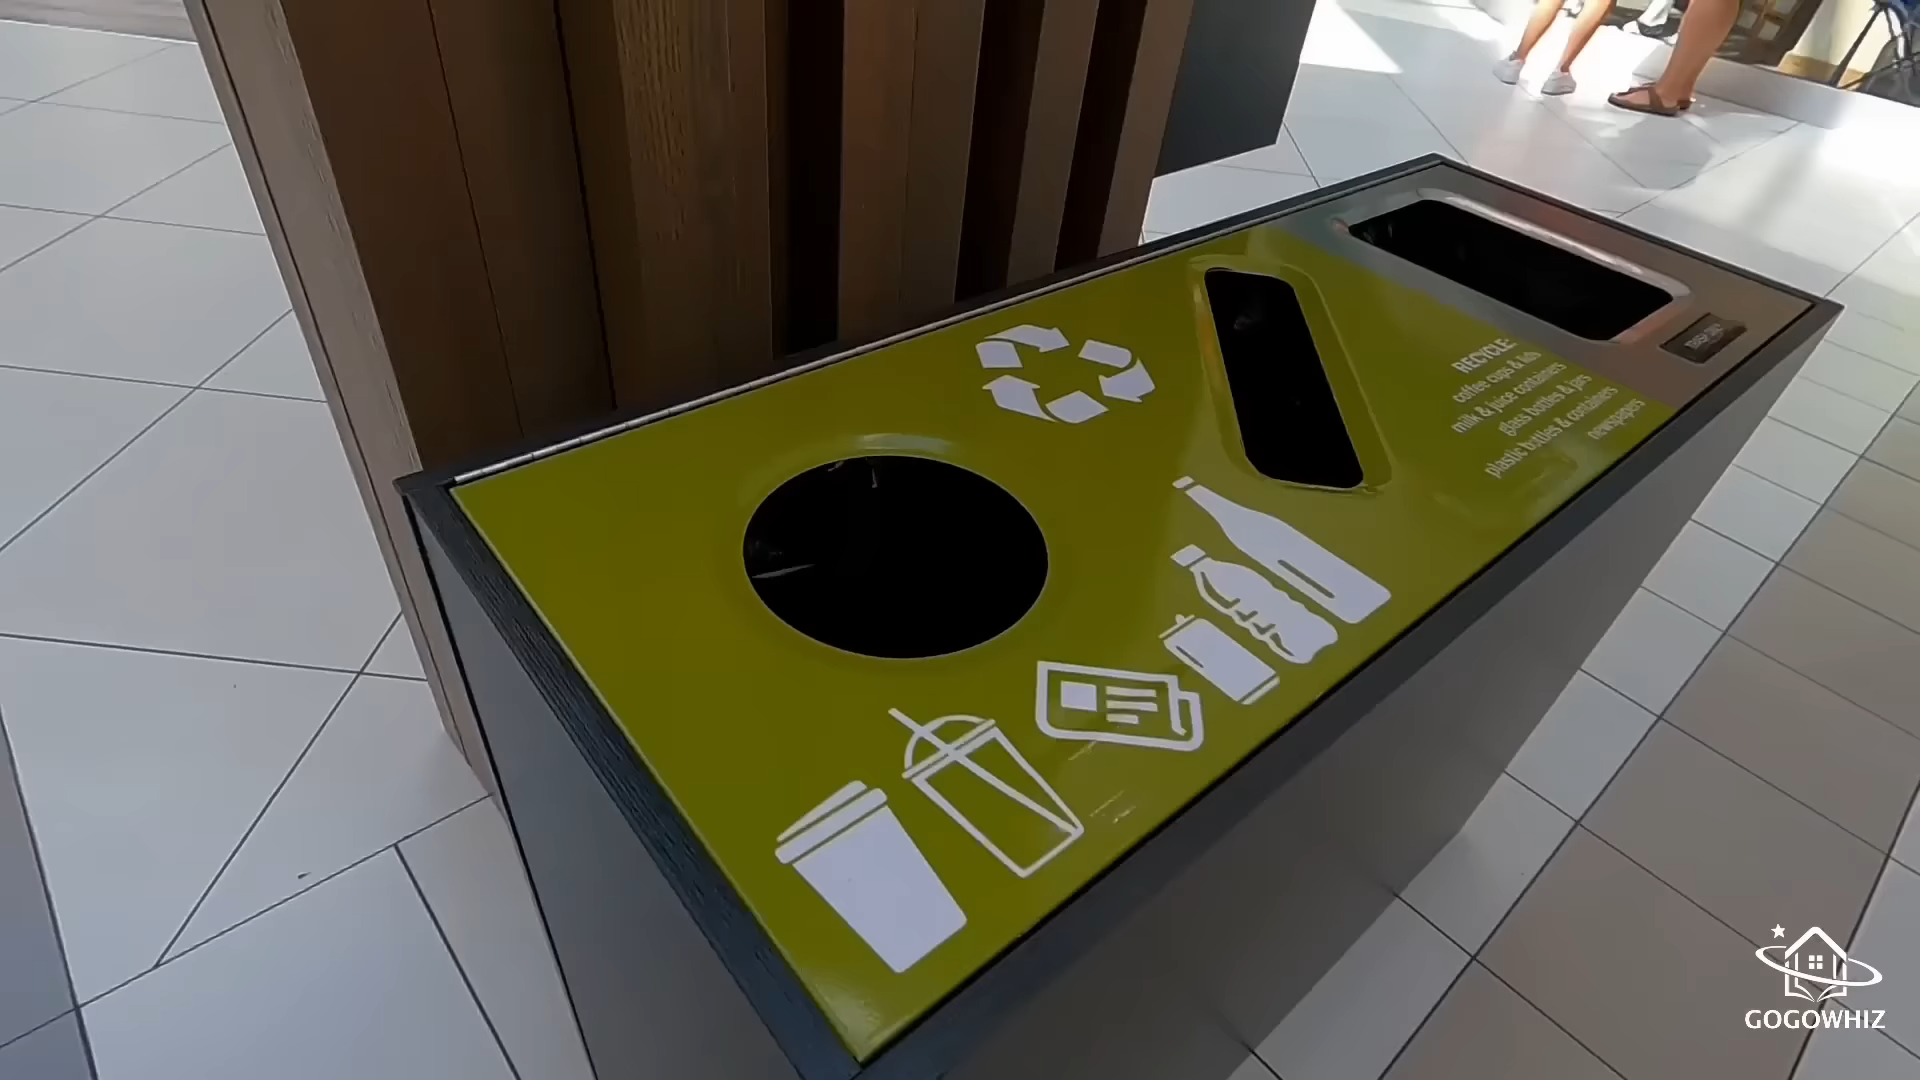 RECYCLE:
coffee cups & lids
milk & juice containers
glass bottles & jars
plastic bottles & containers
newspapers
GOGOWHIZ